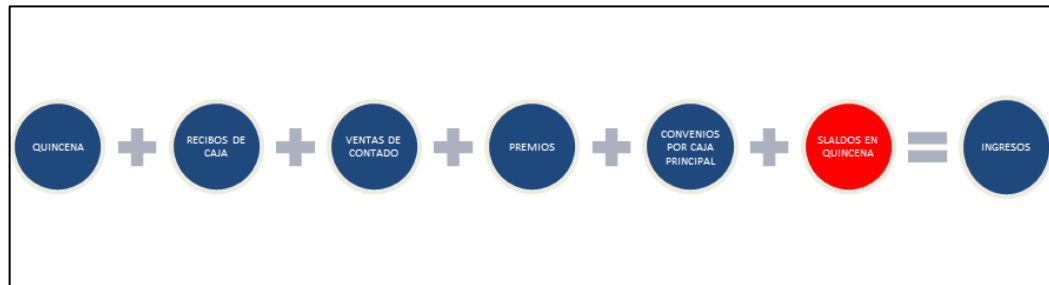 QUINCENA
RECIBOS DE
CAJA
VENTAS DE
CONTADO
PREMIOS
CONVENIOS
POR CAJA
PRINCIPAL
SLALDOS EN
QUINCENA
INGRESOS